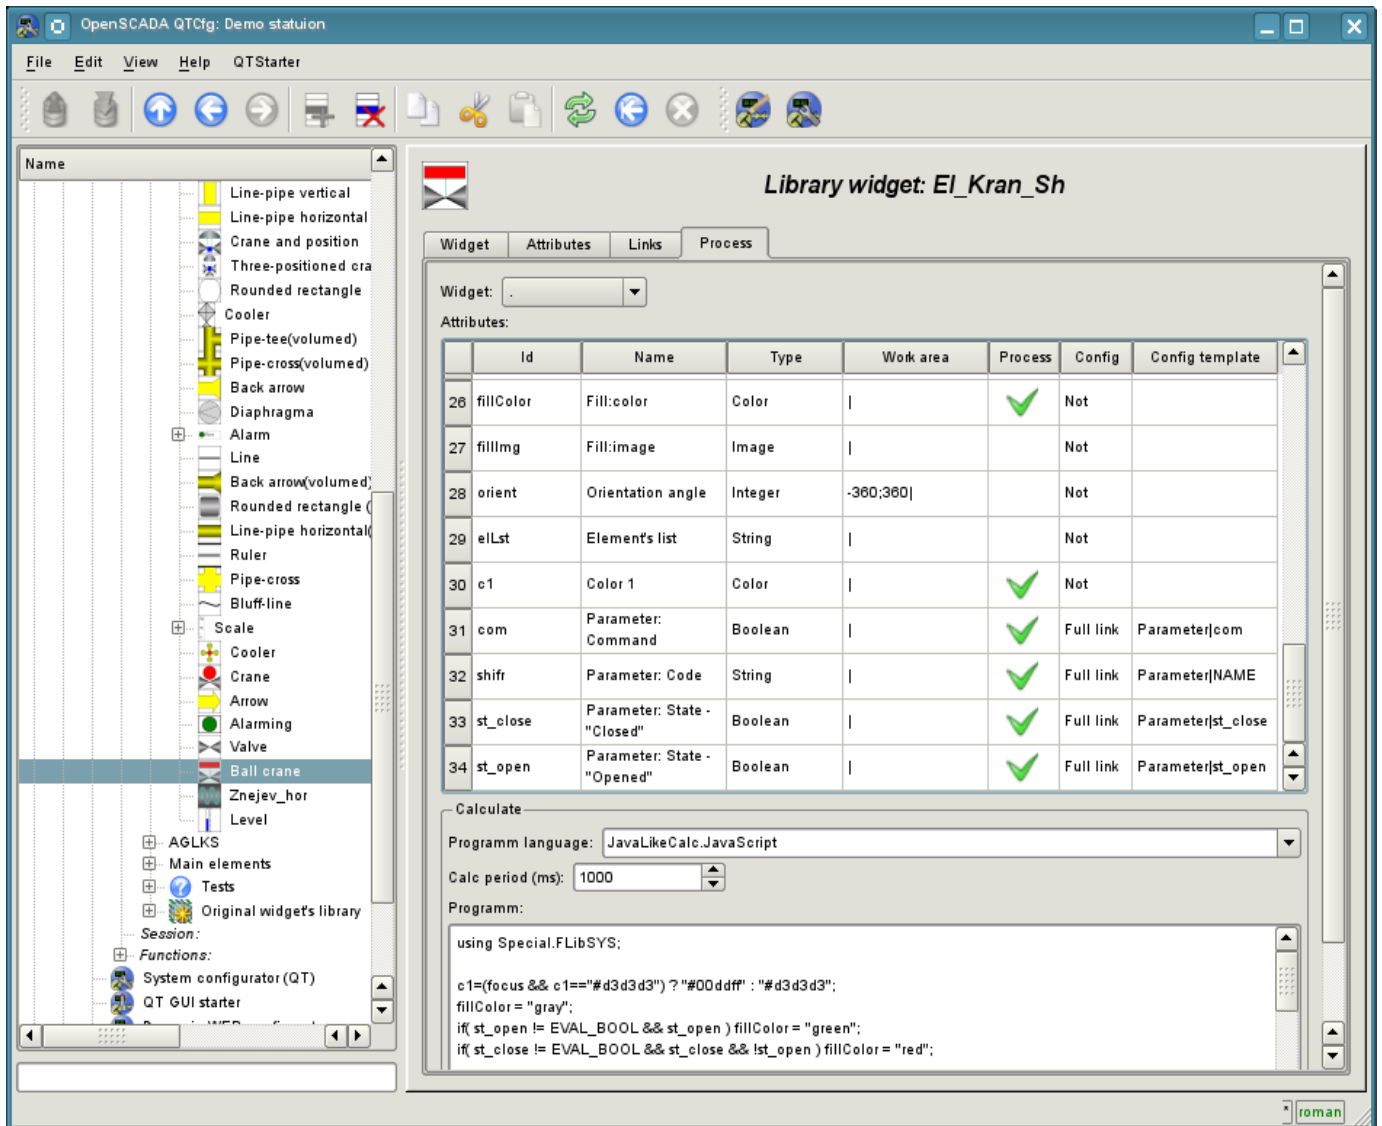 OpenSCADA QTCfg: Demo statuion
File Edit View Help QTStarter
Name
Line-pipe vertical
Line-pipe horizontal
Crane and position
Three-positioned cra
Rounded rectangle
Cooler
Pipe-tee(volumed)
Pipe-cross(volumed)
Back arrow
Diaphragma
Alarm
Line
Back arrow(volumed)
Rounded rectangle (
Line-pipe horizontal(
Ruler
Pipe-cross
Bluff-line
Scale
Cooler
Crane
Arrow
Alarming
Valve
Ball crane
Znejev_hor
Level
AGLKS
Main elements
Tests
Original widget's library
Session:
Functions:
System configurator (QT)
QT GUI starter
Library widget: El_Kran_Sh
Widget Attributes Links Process
Widget: .
Attributes:
Id Name Type Work area Process Config Config template
26 fillColor Fill:color Color | Not
27 fillImg Fill:image Image | Not
28 orient Orientation angle Integer -360;360| Not
29 elLst Element's list String | Not
30 c1 Color 1 Color | Not
31 com Parameter: Command Boolean | Full link Parameter|com
32 shifr Parameter: Code String | Full link Parameter|NAME
33 st_close Parameter: State - "Closed" Boolean | Full link Parameter|st_close
34 st_open Parameter: State - "Opened" Boolean | Full link Parameter|st_open
Calculate
Programm language: JavaLikeCalc.JavaScript
Calc period (ms): 1000
Programm:
using Special.FLibSYS;
c1=(focus && c1=="#d3d3d3") ? "#00ddff" : "#d3d3d3";
fillColor = "gray";
if( st_open != EVAL_BOOL && st_open ) fillColor = "green";
if( st_close != EVAL_BOOL && st_close && !st_open ) fillColor = "red";
* roman